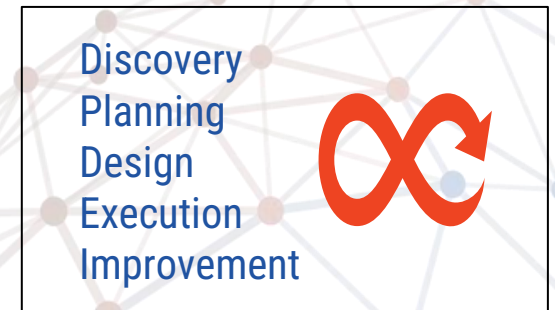 Discovery
Planning
Design
Execution
Improvement